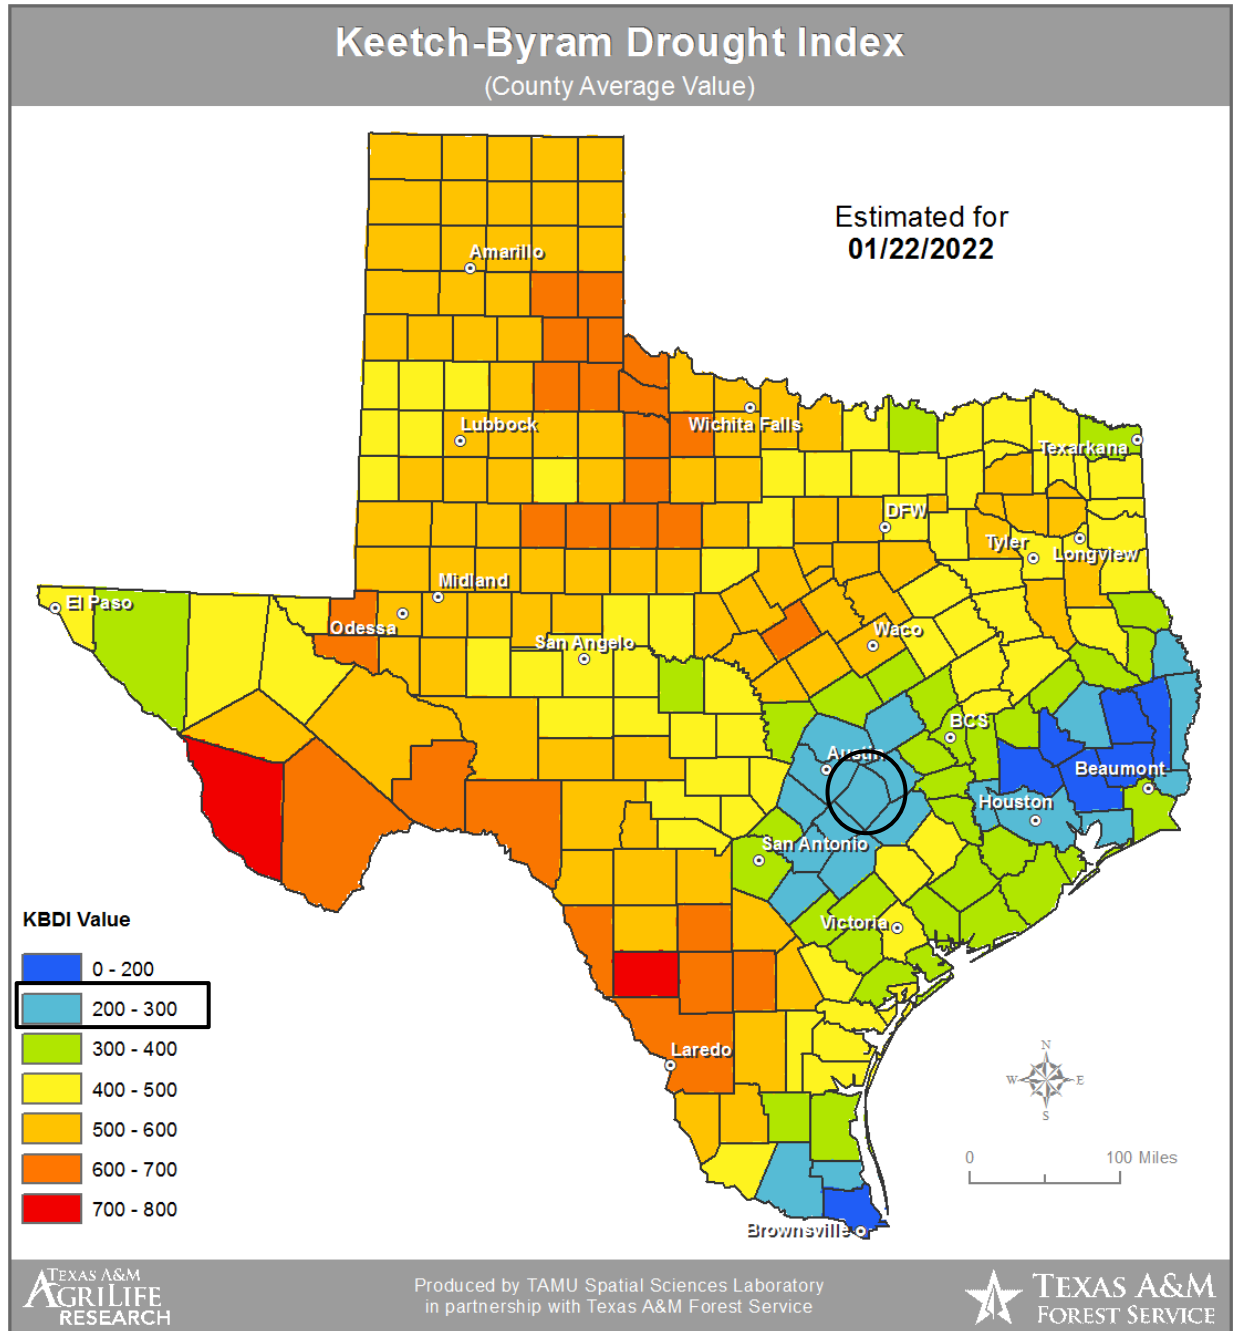 Keetch-Byram Drought Index
(County Average Value)
Estimated for
01/22/2022
Amarillo
Lubbock
Wichita Falls
Texarkana
DFW
Tyler
Longview
Midland
El Paso
Odessa
San Angelo
Waco
BCS
Austin
Beaumont
Houston
San Antonio
Victoria
Laredo
Brownsville
KBDI Value
0 - 200
200 - 300
300 - 400
400 - 500
500 - 600
600 - 700
700 - 800
N
W
E
S
0
100 Miles
TEXAS A&M
AGRILIFE
RESEARCH
Produced by TAMU Spatial Sciences Laboratory
in partnership with Texas A&M Forest Service
TEXAS A&M
FOREST SERVICE